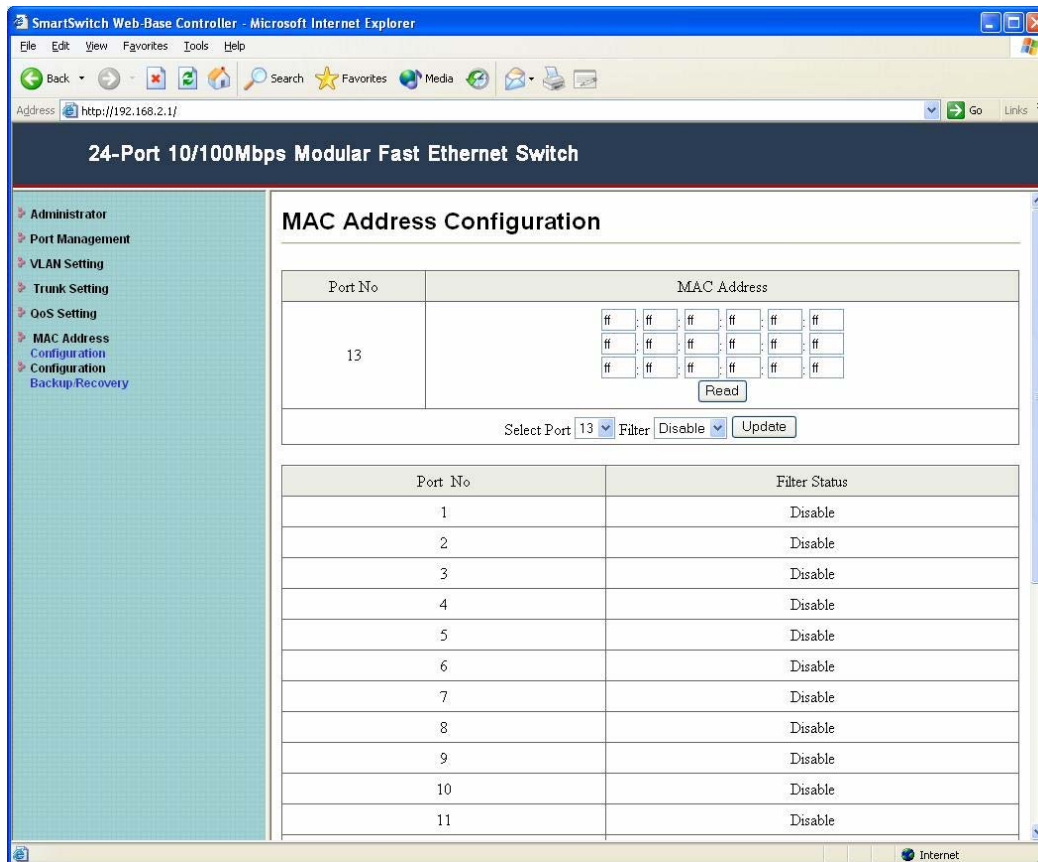 SmartSwitch Web-Base Controller - Microsoft Internet Explorer
File Edit View Favorites Tools Help
Back Search Favorites Media
Address http://192.168.2.1/ Go Links
24-Port 10/100Mbps Modular Fast Ethernet Switch
Administrator
Port Management
VLAN Setting
Trunk Setting
QoS Setting
MAC Address
Configuration
Configuration
Backup/Recovery
MAC Address Configuration
Port No MAC Address
13
ff : ff : ff : ff : ff : ff
ff : ff : ff : ff : ff : ff
ff : ff : ff : ff : ff : ff
Read
Select Port 13 Filter Disable Update
Port No Filter Status
1 Disable
2 Disable
3 Disable
4 Disable
5 Disable
6 Disable
7 Disable
8 Disable
9 Disable
10 Disable
11 Disable
Internet